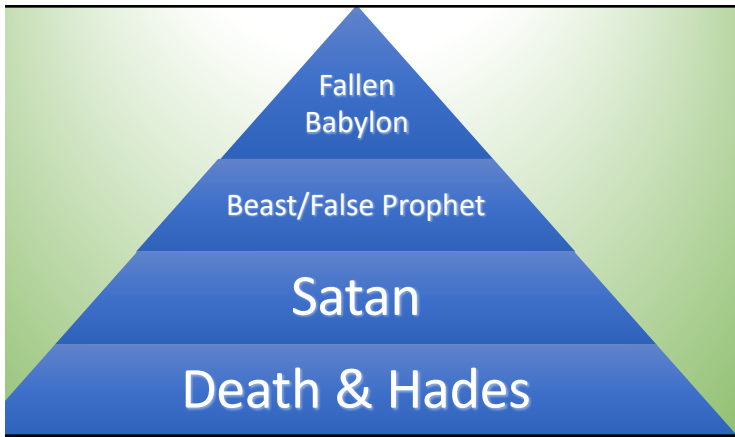 Fallen
Babylon
Beast/False Prophet
Satan
Death & Hades